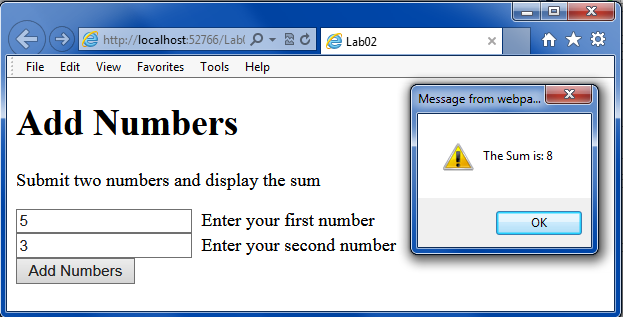 http://localhost:52766/Lab
Lab02
File Edit View Favorites Tools Help
Add Numbers
Submit two numbers and display the sum
5 Enter your first number
3 Enter your second number
Add Numbers
Message from webpa...
The Sum is: 8
OK